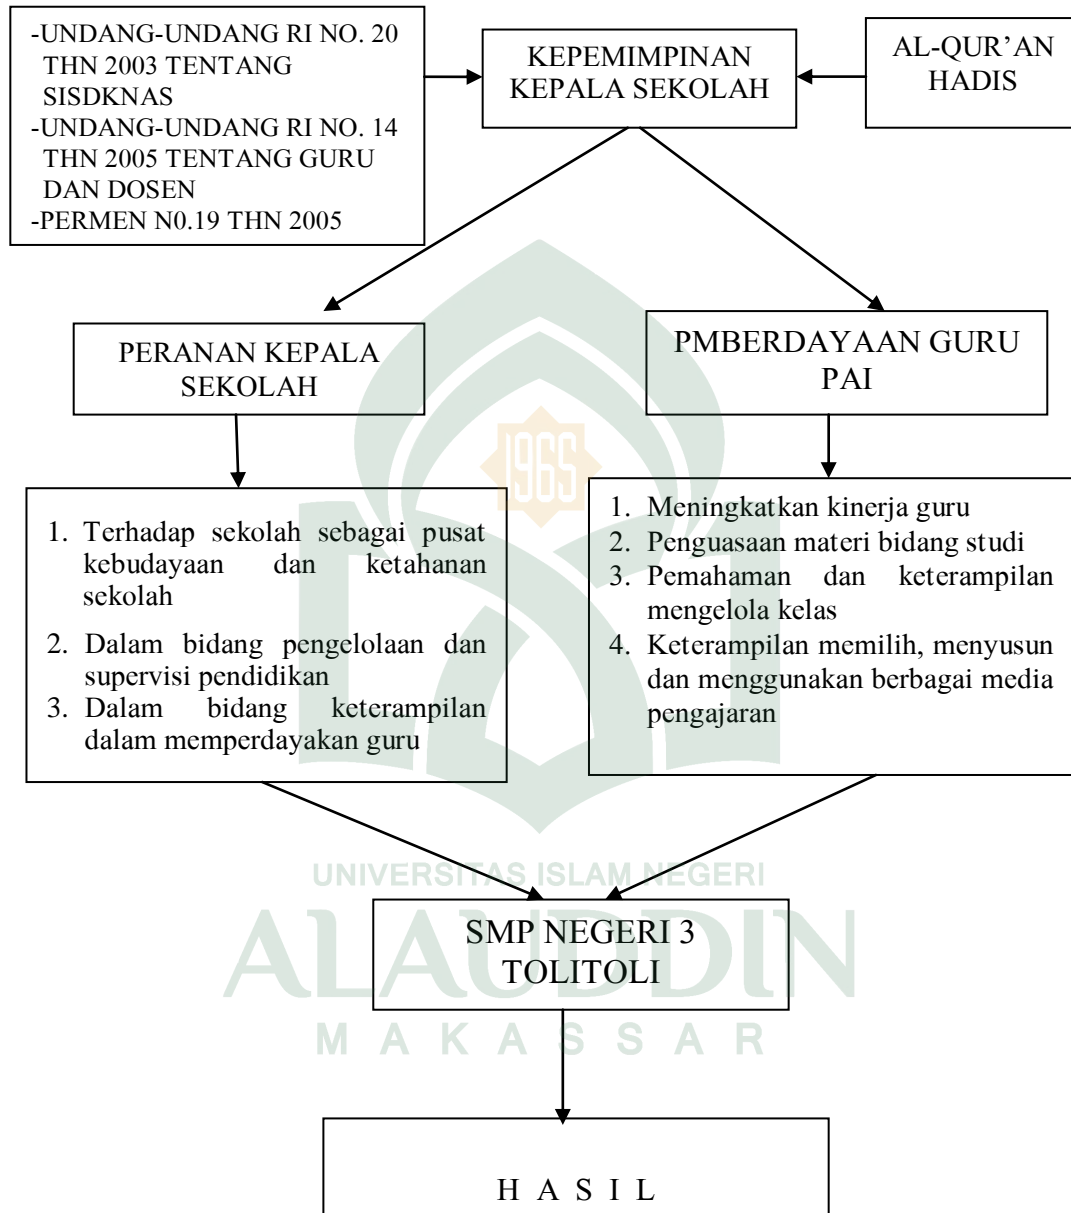 -UNDANG-UNDANG RI NO. 20
THN 2003 TENTANG
SISDKNAS
-UNDANG-UNDANG RI NO. 14
THN 2005 TENTANG GURU
DAN DOSEN
-PERMEN N0.19 THN 2005
KEPEMIMPINAN
KEPALA SEKOLAH
AL-QUR’AN
HADIS
PERANAN KEPALA
SEKOLAH
PMBERDAYAAN GURU
PAI
1965
1. Terhadap sekolah sebagai pusat
kebudayaan dan ketahanan
sekolah
2. Dalam bidang pengelolaan dan
supervisi pendidikan
3. Dalam bidang keterampilan
dalam memperdayakan guru
1. Meningkatkan kinerja guru
2. Penguasaan materi bidang studi
3. Pemahaman dan keterampilan
mengelola kelas
4. Keterampilan memilih, menyusun
dan menggunakan berbagai media
pengajaran
UNIVERSITAS ISLAM NEGERI
ALAUDDIN
MAKASSAR
SMP NEGERI 3
TOLITOLI
H A S I L